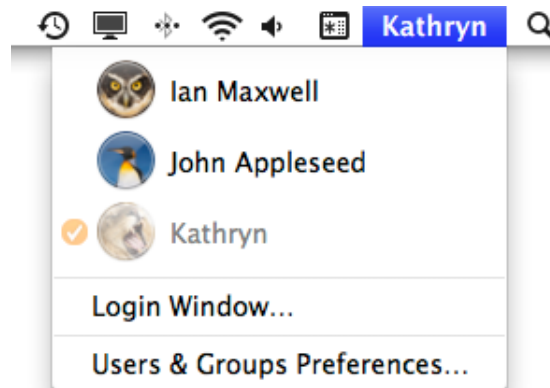 Kathryn
Ian Maxwell
John Appleseed
Kathryn
Login Window...
Users & Groups Preferences...